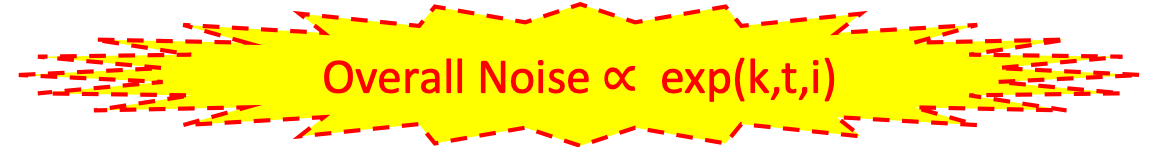 Overall Noise ∝ exp(k,t,i)